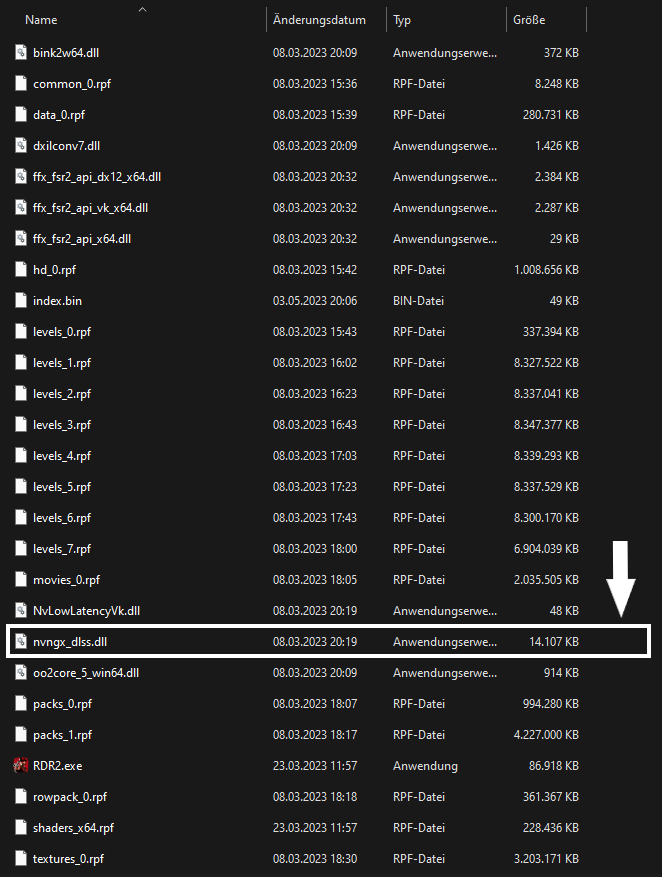 Name Änderungsdatum Typ Größe
bink2w64.dll 08.03.2023 20:09 Anwendungserwe... 372 KB
common_0.rpf 08.03.2023 15:36 RPF-Datei 8.248 KB
data_0.rpf 08.03.2023 15:39 RPF-Datei 280.731 KB
dxilconv7.dll 08.03.2023 20:09 Anwendungserwe... 1.426 KB
ffx_fsr2_api_dx12_x64.dll 08.03.2023 20:32 Anwendungserwe... 2.384 KB
ffx_fsr2_api_vk_x64.dll 08.03.2023 20:32 Anwendungserwe... 2.287 KB
ffx_fsr2_api_x64.dll 08.03.2023 20:32 Anwendungserwe... 29 KB
hd_0.rpf 08.03.2023 15:42 RPF-Datei 1.008.656 KB
index.bin 03.05.2023 20:06 BIN-Datei 49 KB
levels_0.rpf 08.03.2023 15:43 RPF-Datei 337.394 KB
levels_1.rpf 08.03.2023 16:02 RPF-Datei 8.327.522 KB
levels_2.rpf 08.03.2023 16:23 RPF-Datei 8.337.041 KB
levels_3.rpf 08.03.2023 16:43 RPF-Datei 8.347.377 KB
levels_4.rpf 08.03.2023 17:03 RPF-Datei 8.339.293 KB
levels_5.rpf 08.03.2023 17:23 RPF-Datei 8.337.529 KB
levels_6.rpf 08.03.2023 17:43 RPF-Datei 8.300.170 KB
levels_7.rpf 08.03.2023 18:00 RPF-Datei 6.904.039 KB
movies_0.rpf 08.03.2023 18:05 RPF-Datei 2.035.505 KB
NvLowLatencyVk.dll 08.03.2023 20:19 Anwendungserwe... 48 KB
nvngx_dlss.dll 08.03.2023 20:19 Anwendungserwe... 14.107 KB
oo2core_5_win64.dll 08.03.2023 20:09 Anwendungserwe... 914 KB
packs_0.rpf 08.03.2023 18:07 RPF-Datei 994.280 KB
packs_1.rpf 08.03.2023 18:17 RPF-Datei 4.227.000 KB
RDR2.exe 23.03.2023 11:57 Anwendung 86.918 KB
rowpack_0.rpf 08.03.2023 18:18 RPF-Datei 361.367 KB
shaders_x64.rpf 23.03.2023 11:57 RPF-Datei 228.436 KB
textures_0.rpf 08.03.2023 18:30 RPF-Datei 3.203.171 KB